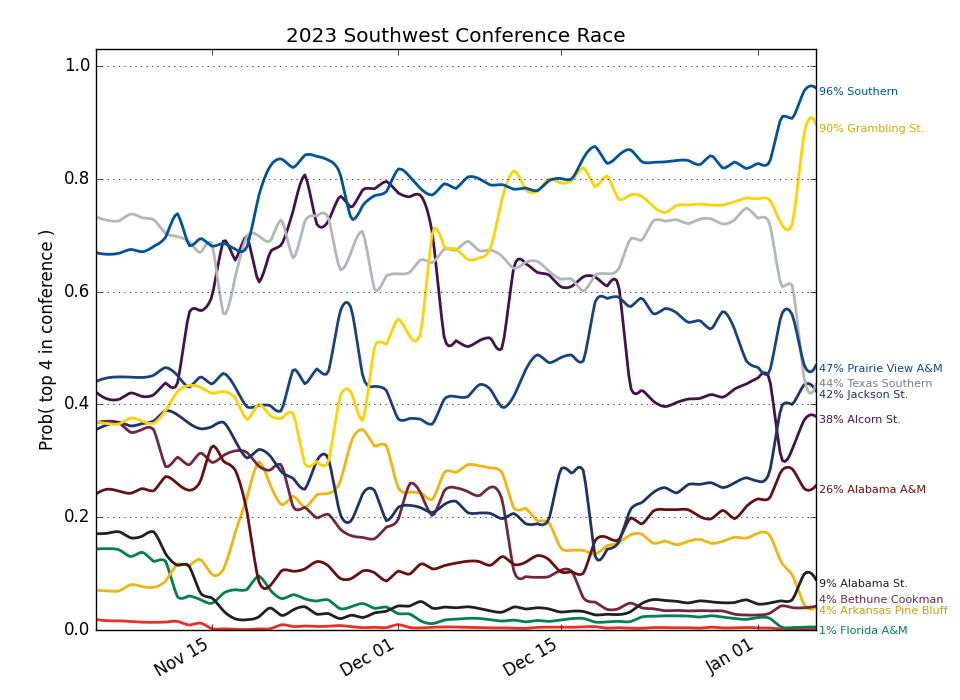 2023 Southwest Conference Race
Prob( top 4 in conference )
1.0
0.8
0.6
0.4
0.2
0.0
Nov 15
Dec 01
Dec 15
Jan 01
96% Southern
90% Grambling St.
47% Prairie View A&M
44% Texas Southern
42% Jackson St.
38% Alcorn St.
26% Alabama A&M
9% Alabama St.
4% Bethune Cookman
4% Arkansas Pine Bluff
1% Florida A&M